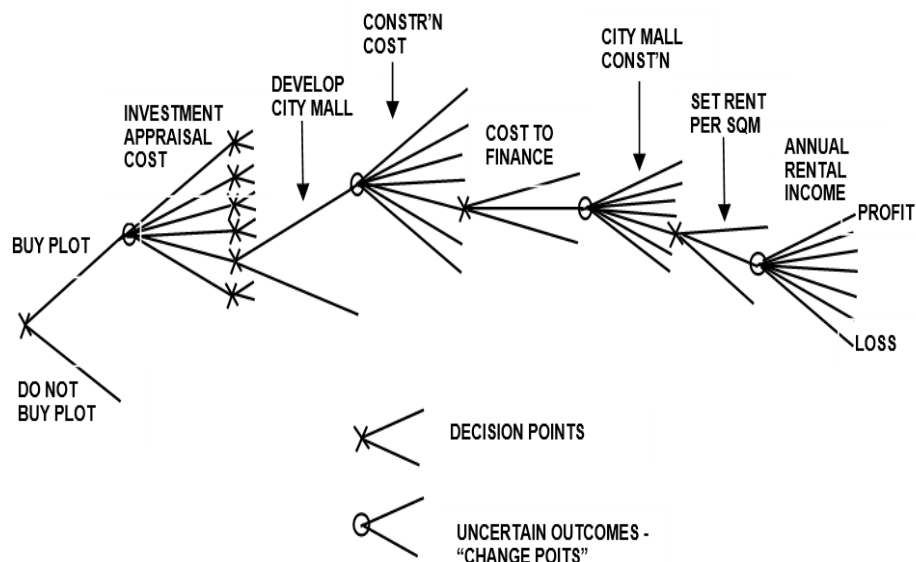 CONSTR'N
COST
CITY MALL
CONST'N
DEVELOP
CITY MALL
SET RENT
PER SQM
INVESTMENT
APPRAISAL
COST
COST TO
FINANCE
ANNUAL
RENTAL
INCOME
PROFIT
BUY PLOT
LOSS
DO NOT
BUY PLOT
DECISION POINTS
UNCERTAIN OUTCOMES -
“CHANGE POITS”